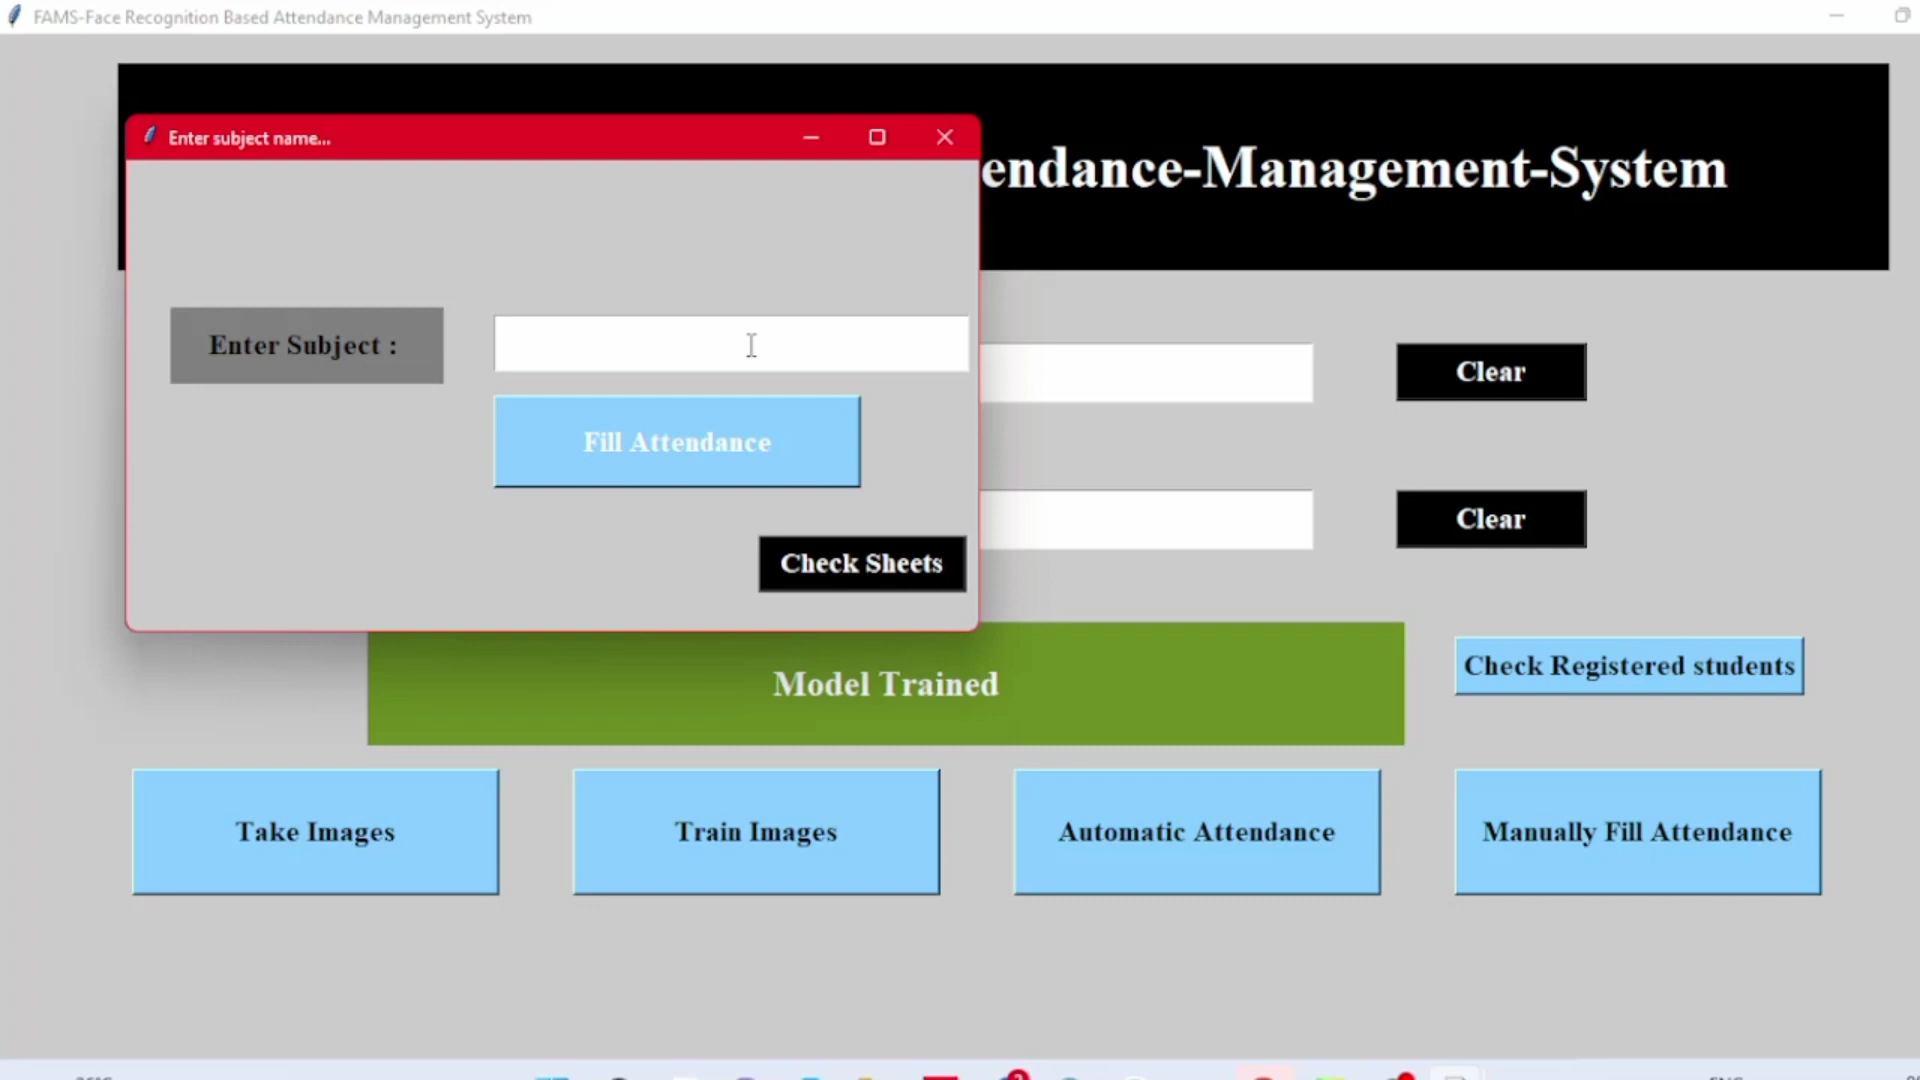 FAMS-Face Recognition Based Attendance Management System
Enter subject name...
endance-Management-System
Enter Subject :
Clear
Fill Attendance
Clear
Check Sheets
Model Trained
Check Registered students
Take Images
Train Images
Automatic Attendance
Manually Fill Attendance